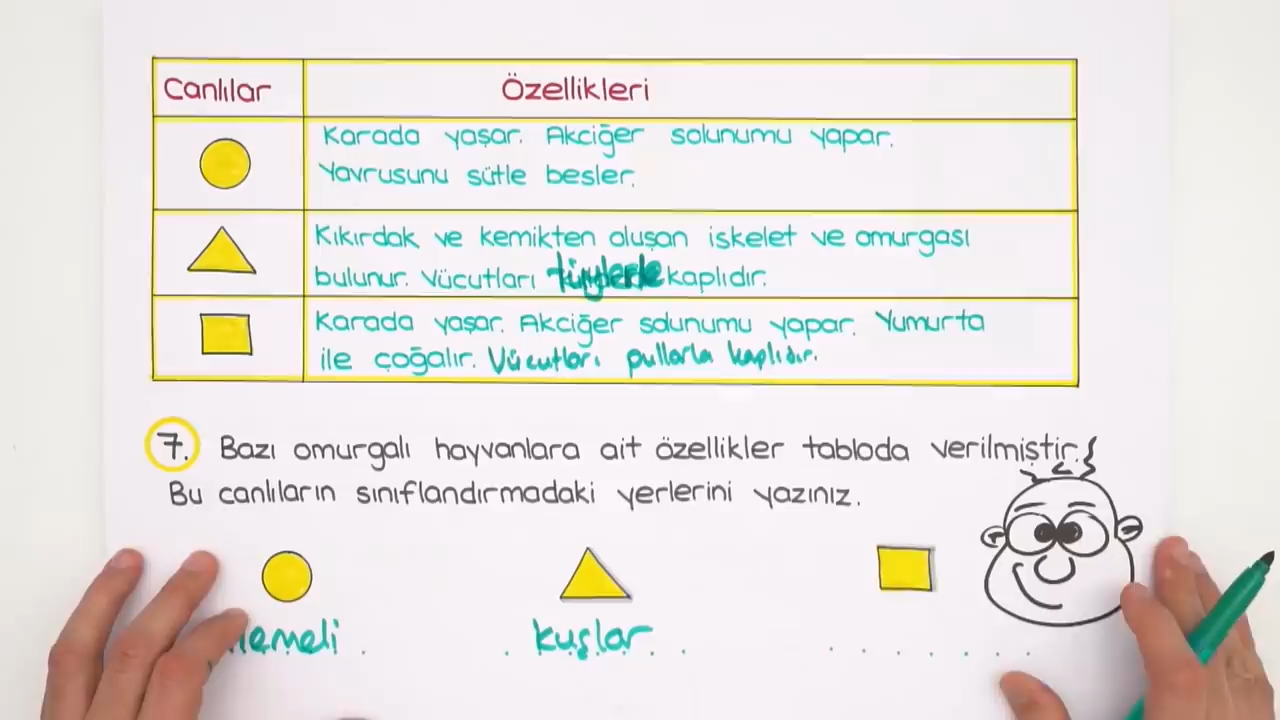 Canlılar
Özellikleri
Karada yaşar. Akciğer solunumu yapar.
Yavrusunu sütle besler.
Kıkırdak ve kemikten oluşan iskelet ve omurgası
bulunur. Vücutları tüylerle kaplıdır.
Karada yaşar. Akciğer solunumu yapar. Yumurta
ile çoğalır. Vücutları pullarla kaplıdır.
7. Bazı omurgalı hayvanlara ait özellikler tabloda verilmiştir.
Bu canlıların sınıflandırmadaki yerlerini yazınız.
memeli
kuşlar